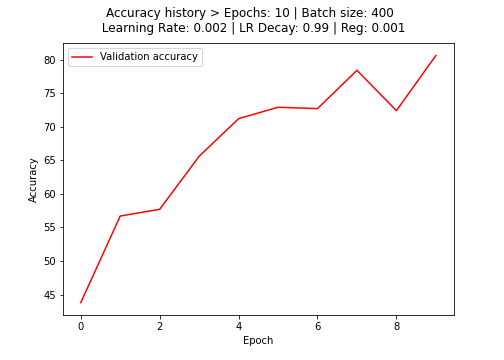 Accuracy history > Epochs: 10 | Batch size: 400
Learning Rate: 0.002 | LR Decay: 0.99 | Reg: 0.001
Validation accuracy
80
75
70
65
60
55
50
45
Accuracy
0 2 4 6 8
Epoch